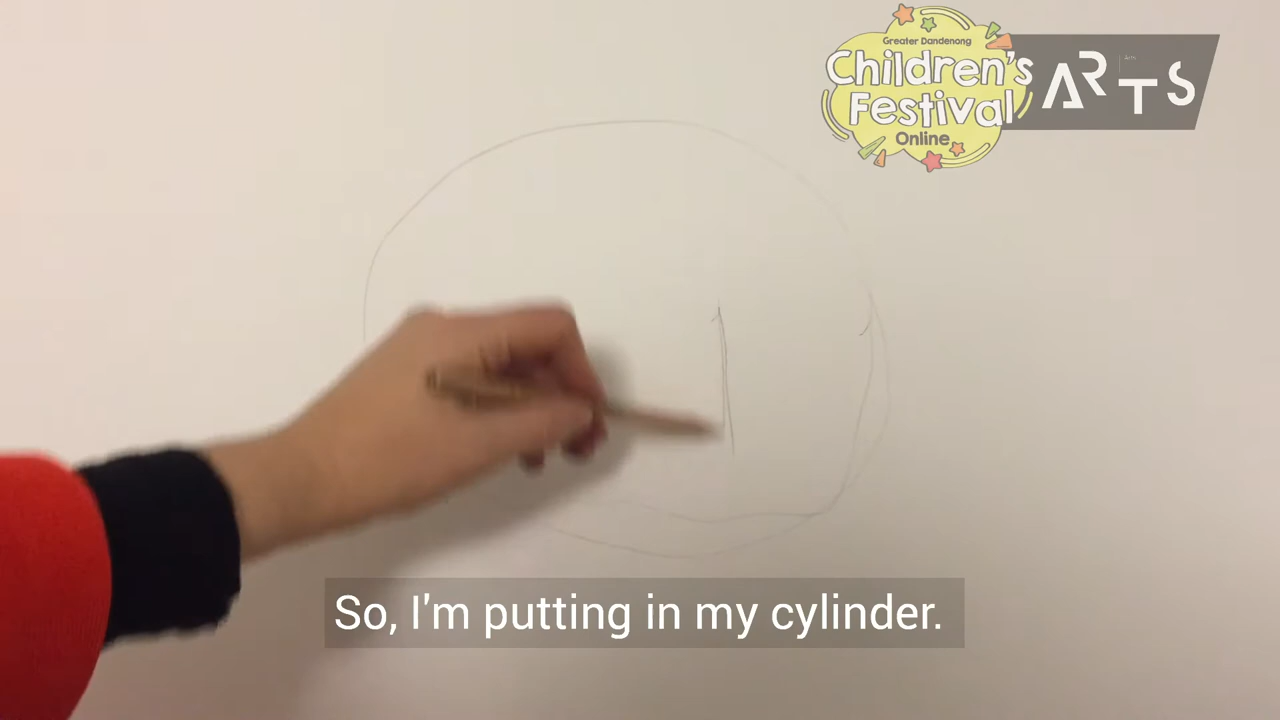 Greater Dandenong
Children's
Festival
Online
ARTS
So, I'm putting in my cylinder.